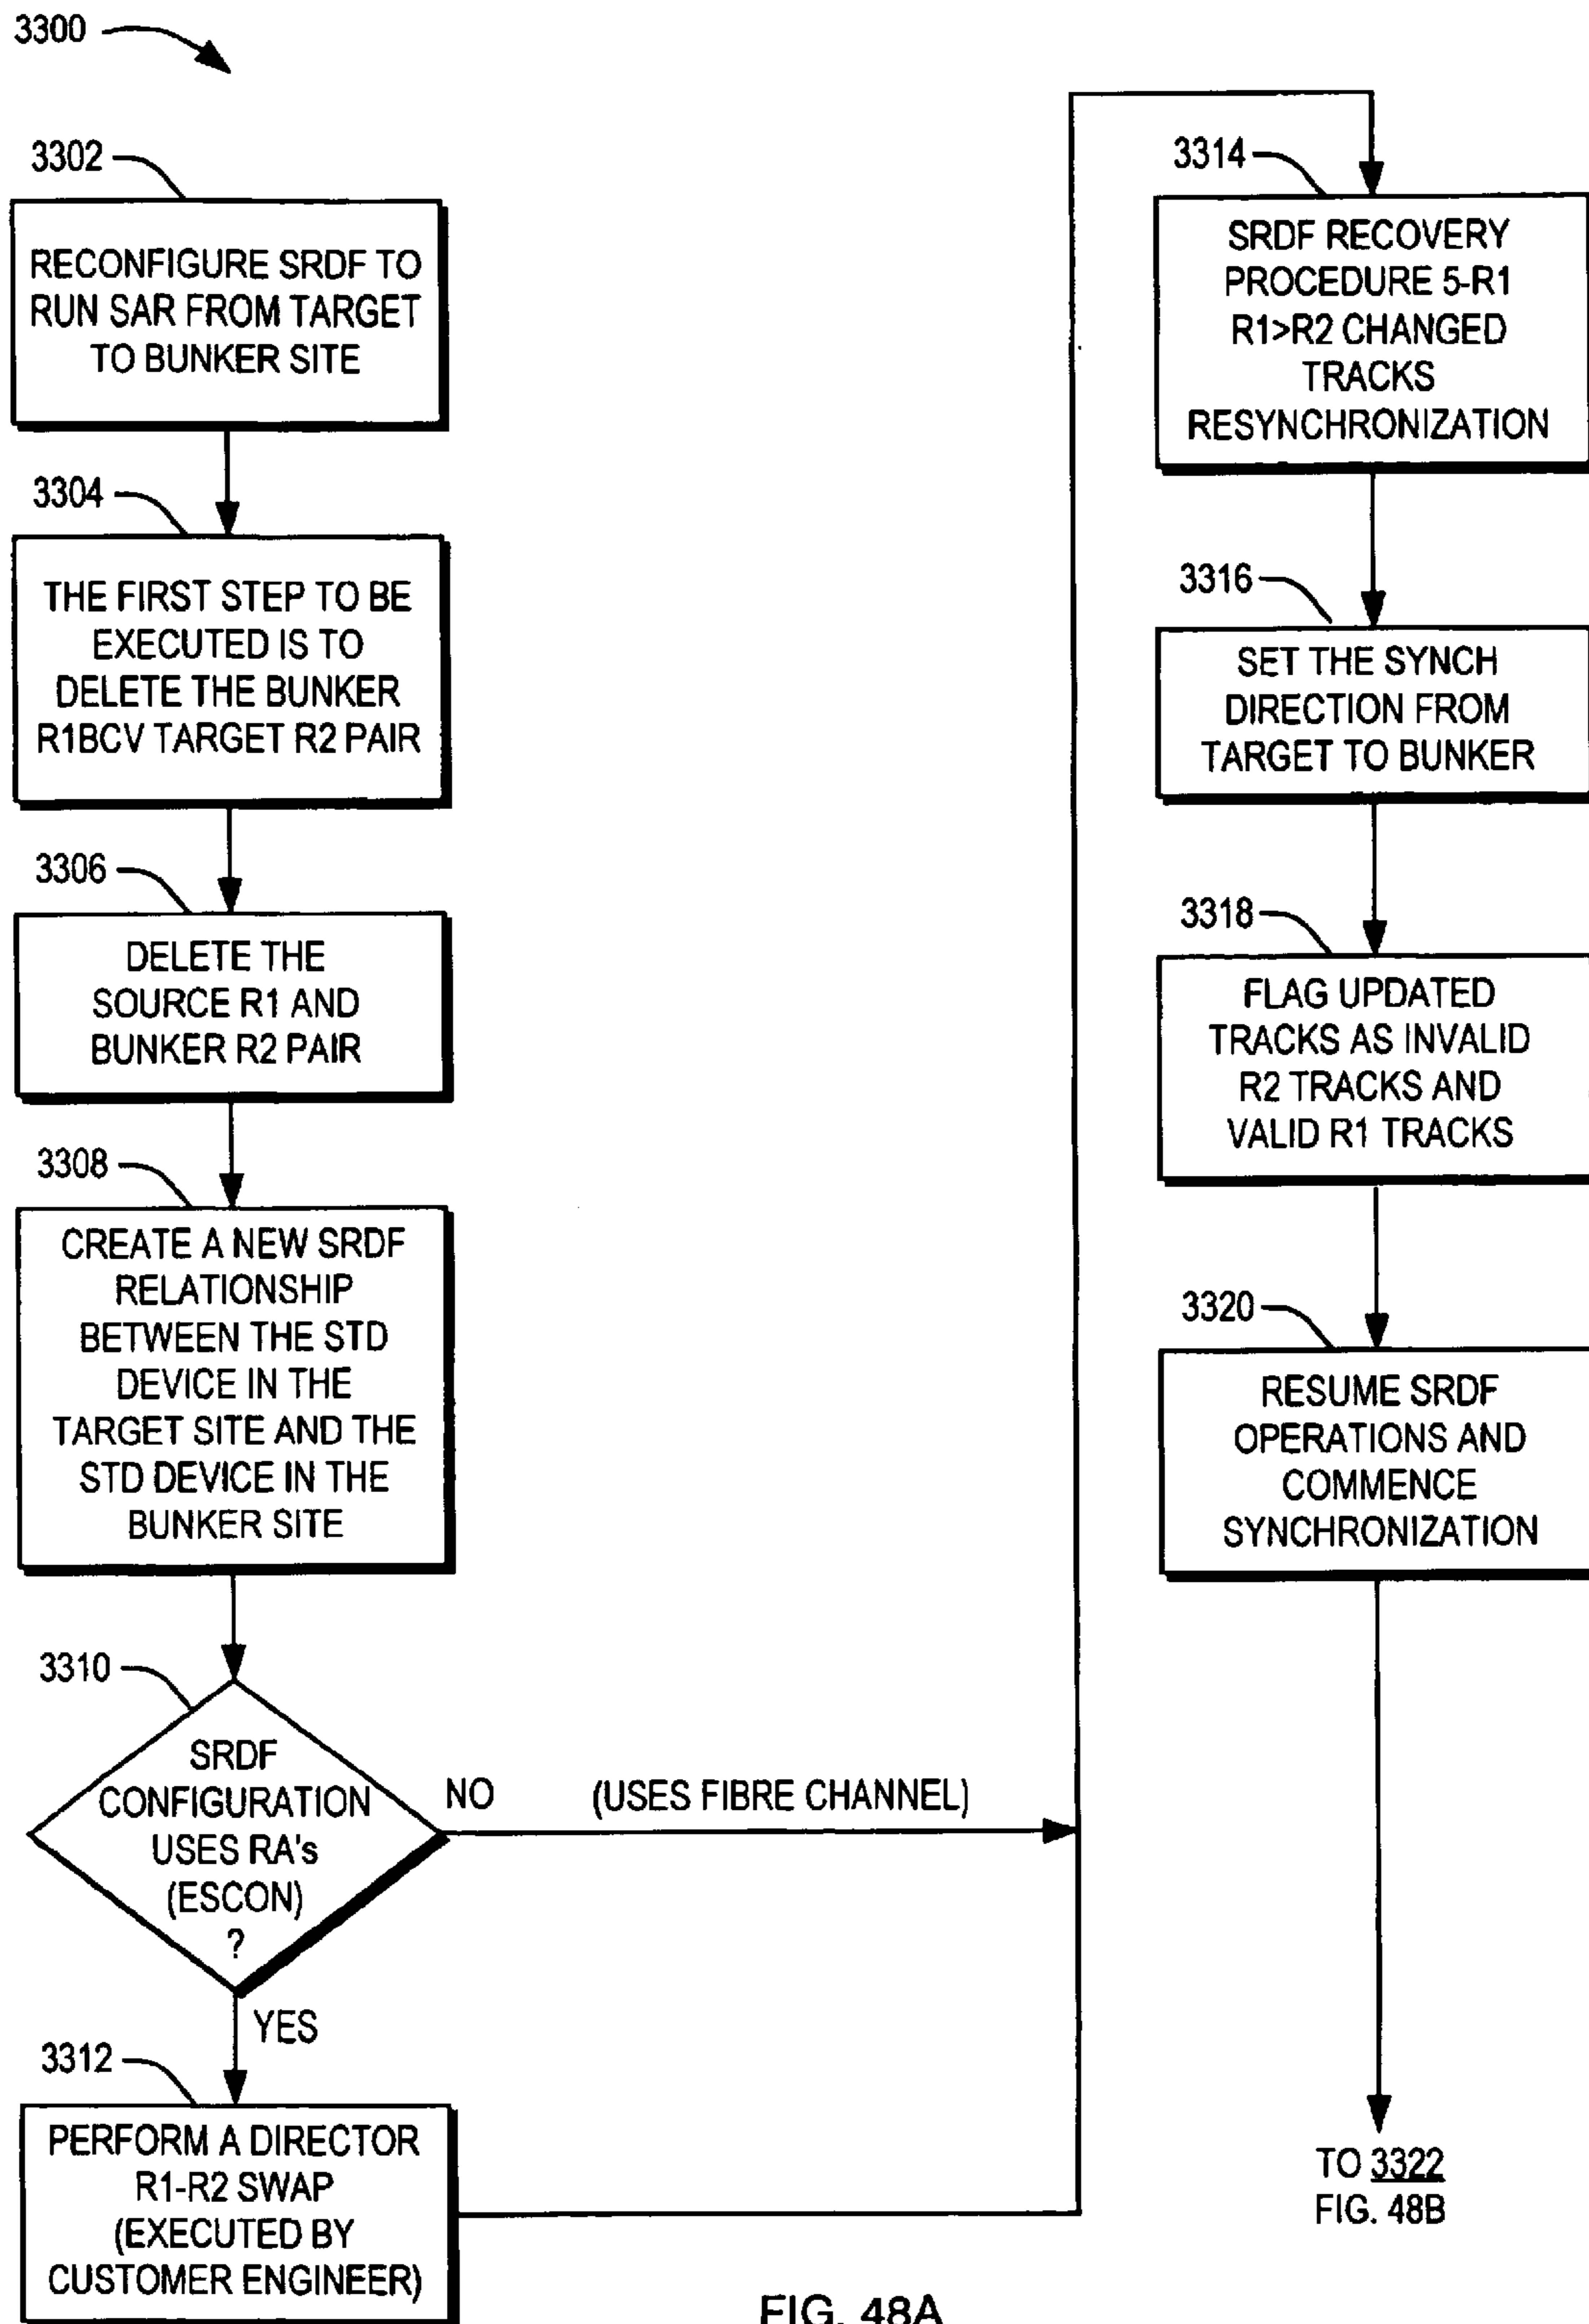 3300
3302
RECONFIGURE SRDF TO
RUN SAR FROM TARGET
TO BUNKER SITE
3304
THE FIRST STEP TO BE
EXECUTED IS TO
DELETE THE BUNKER
R1BCV TARGET R2 PAIR
3306
DELETE THE
SOURCE R1 AND
BUNKER R2 PAIR
3308
CREATE A NEW SRDF
RELATIONSHIP
BETWEEN THE STD
DEVICE IN THE
TARGET SITE AND THE
STD DEVICE IN THE
BUNKER SITE
3310
SRDF
CONFIGURATION
USES RA's
(ESCON)
?
NO (USES FIBRE CHANNEL)
YES
3312
PERFORM A DIRECTOR
R1-R2 SWAP
(EXECUTED BY
CUSTOMER ENGINEER)
3314
SRDF RECOVERY
PROCEDURE 5-R1
R1>R2 CHANGED
TRACKS
RESYNCHRONIZATION
3316
SET THE SYNCH
DIRECTION FROM
TARGET TO BUNKER
3318
FLAG UPDATED
TRACKS AS INVALID
R2 TRACKS AND
VALID R1 TRACKS
3320
RESUME SRDF
OPERATIONS AND
COMMENCE
SYNCHRONIZATION
TO 3322
FIG. 48B
FIG. 48A